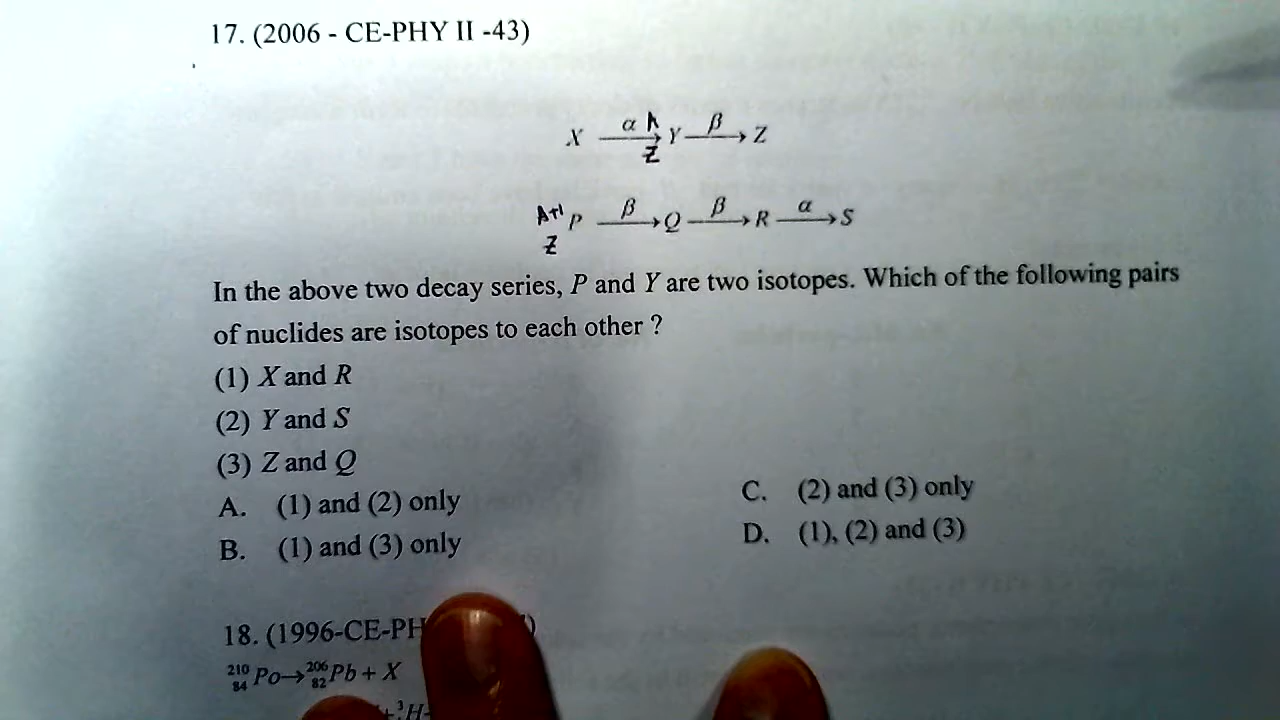 17. (2006 - CE-PHY II -43)
X —α→ A Z Y —β→ Z
A+1 Z P —β→ Q —β→ R —α→ S
In the above two decay series, P and Y are two isotopes. Which of the following pairs
of nuclides are isotopes to each other ?
(1) X and R
(2) Y and S
(3) Z and Q
A. (1) and (2) only
B. (1) and (3) only
C. (2) and (3) only
D. (1), (2) and (3)
18. (1996-CE-PH
²¹⁰₈₄Po→²⁰⁶₈₂Pb + X